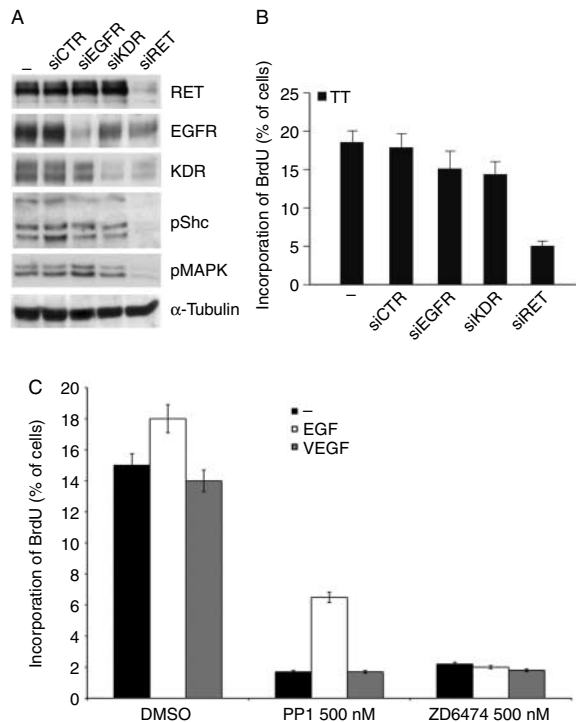 A
–
siCTR
siEGFR
siKDR
siRET
RET
EGFR
KDR
pShc
pMAPK
α-Tubulin
B
Incorporation of BrdU (% of cells)
25
20
15
10
5
0
TT
–
siCTR
siEGFR
siKDR
siRET
C
Incorporation of BrdU (% of cells)
20
18
16
14
12
10
8
6
4
2
0
–
EGF
VEGF
DMSO
PP1 500 nM
ZD6474 500 nM